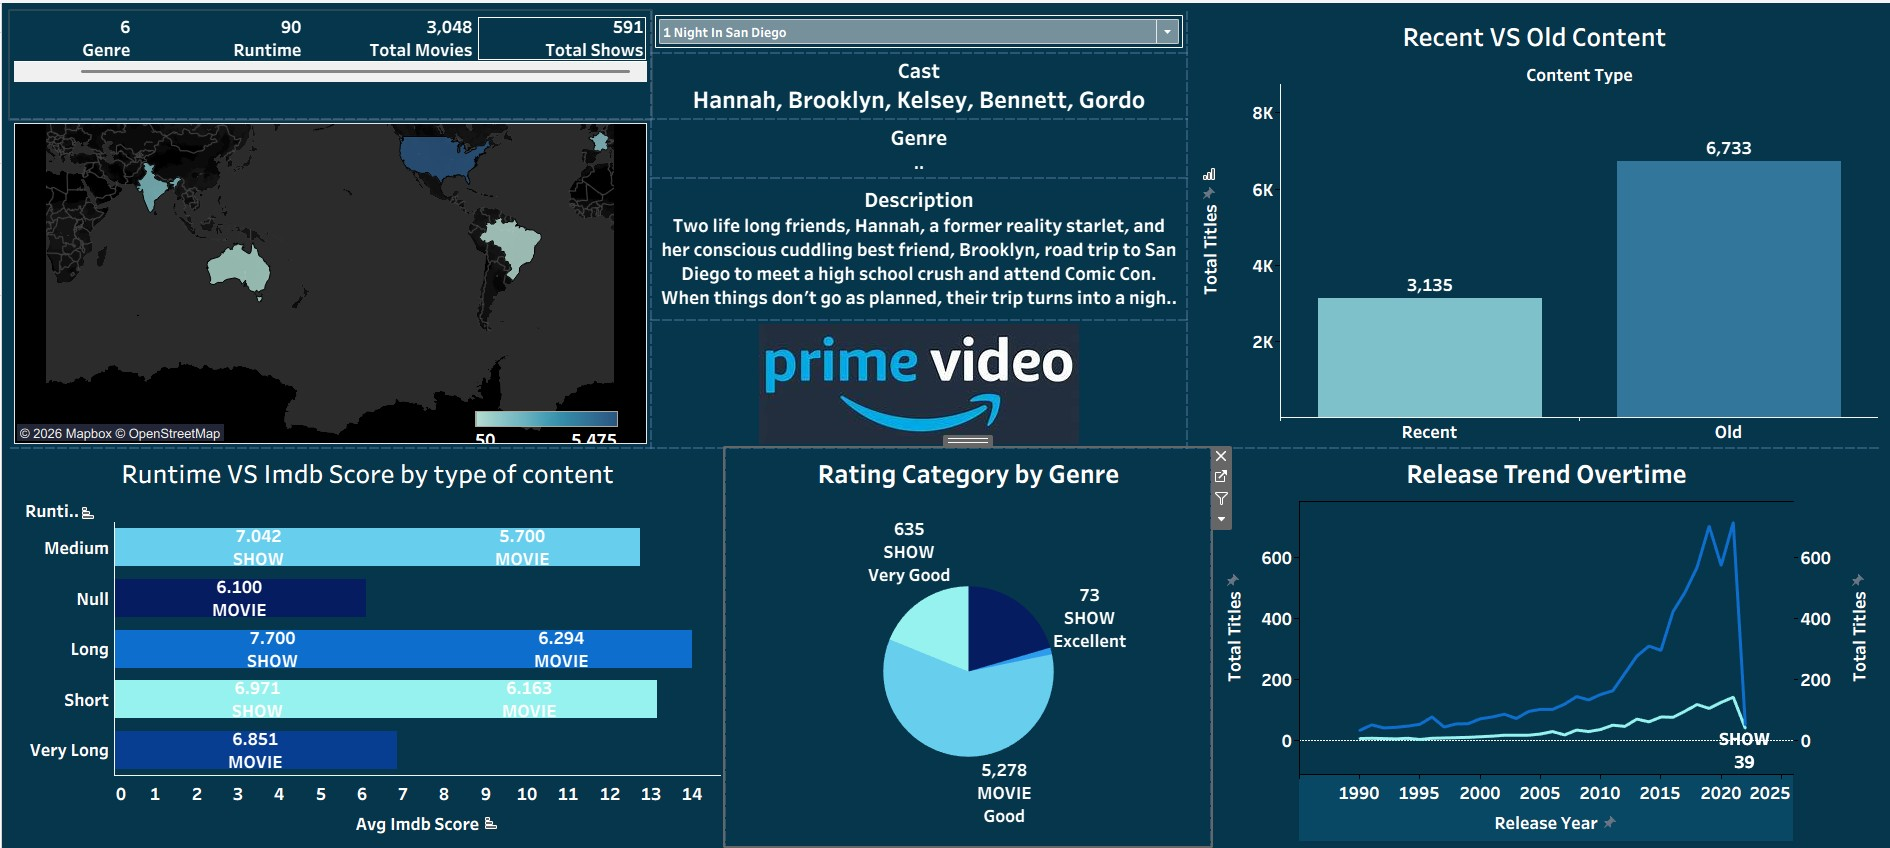 6
Genre
90
Runtime
3,048
Total Movies
591
Total Shows
© 2026 Mapbox © OpenStreetMap
50
5,475
1 Night In San Diego
Cast
Hannah, Brooklyn, Kelsey, Bennett, Gordo
Genre
..
Description
Two life long friends, Hannah, a former reality starlet, and
her conscious cuddling best friend, Brooklyn, road trip to San
Diego to meet a high school crush and attend Comic Con.
When things don’t go as planned, their trip turns into a nigh..
prime video
Recent VS Old Content
Content Type
Total Titles
8K
6K
4K
2K
3,135
6,733
Recent
Old
Runtime VS Imdb Score by type of content
Runti..
Medium
7.042
SHOW
5.700
MOVIE
Null
6.100
MOVIE
Long
7.700
SHOW
6.294
MOVIE
Short
6.971
SHOW
6.163
MOVIE
Very Long
6.851
MOVIE
0 1 2 3 4 5 6 7 8 9 10 11 12 13 14
Avg Imdb Score
Rating Category by Genre
635
SHOW
Very Good
73
SHOW
Excellent
5,278
MOVIE
Good
Release Trend Overtime
Total Titles
600
400
200
0
600
400
200
0
Total Titles
SHOW
39
1990 1995 2000 2005 2010 2015 2020 2025
Release Year